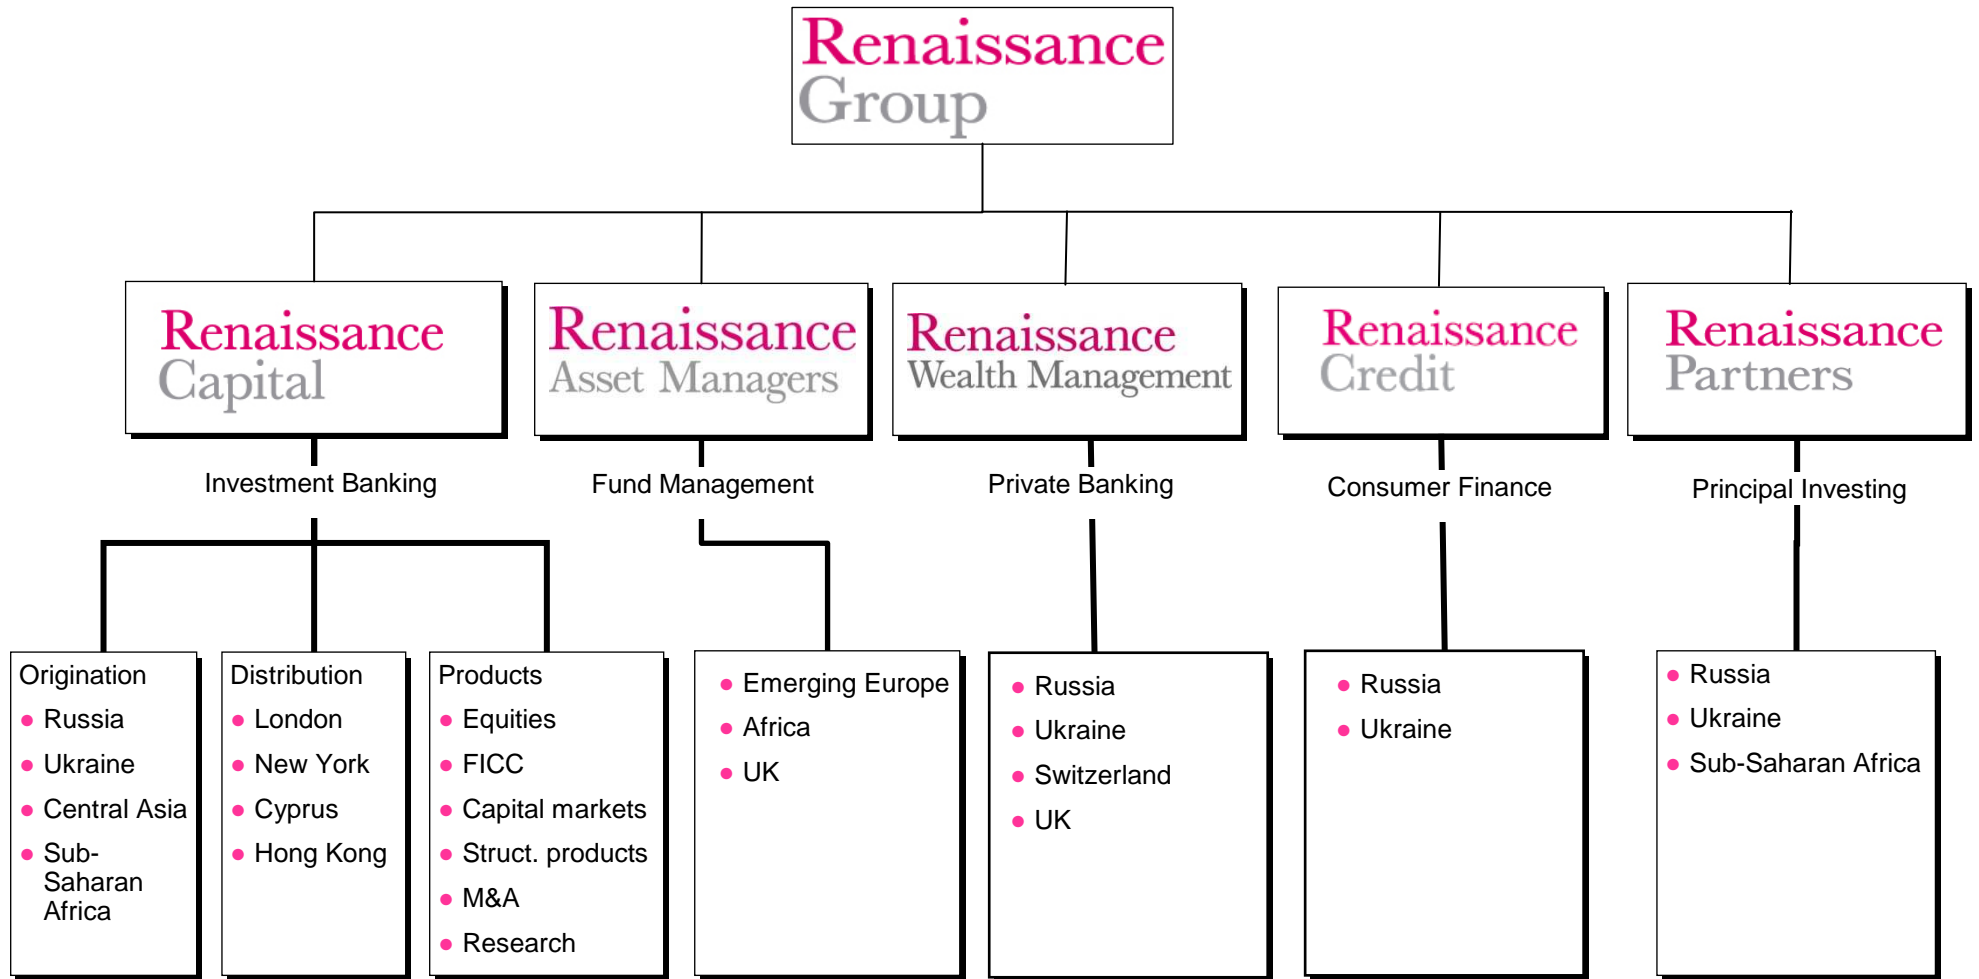 Renaissance
Group
Renaissance
Capital
Renaissance
Asset Managers
Renaissance
Wealth Management
Renaissance
Credit
Renaissance
Partners
Investment Banking
Fund Management
Private Banking
Consumer Finance
Principal Investing
Origination
Russia
Ukraine
Central Asia
Sub-
Saharan
Africa
Distribution
London
New York
Cyprus
Hong Kong
Products
Equities
FICC
Capital markets
Struct. products
M&A
Research
Emerging Europe
Africa
UK
Russia
Ukraine
Switzerland
UK
Russia
Ukraine
Russia
Ukraine
Sub-Saharan Africa